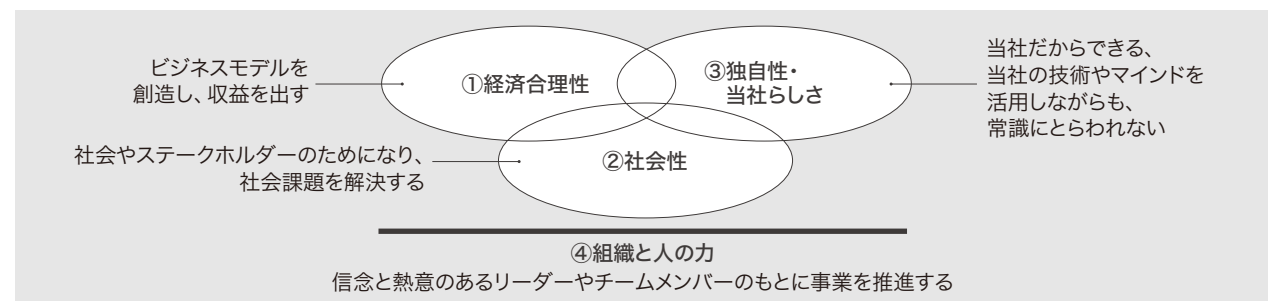 ビジネスモデルを
創造し、収益を出す
①経済合理性
③独自性・
当社らしさ
当社だからできる、
当社の技術やマインドを
活用しながらも、
常識にとらわれない
社会やステークホルダーのためになり、
社会課題を解決する
②社会性
④組織と人の力
信念と熱意のあるリーダーやチームメンバーのもとに事業を推進する